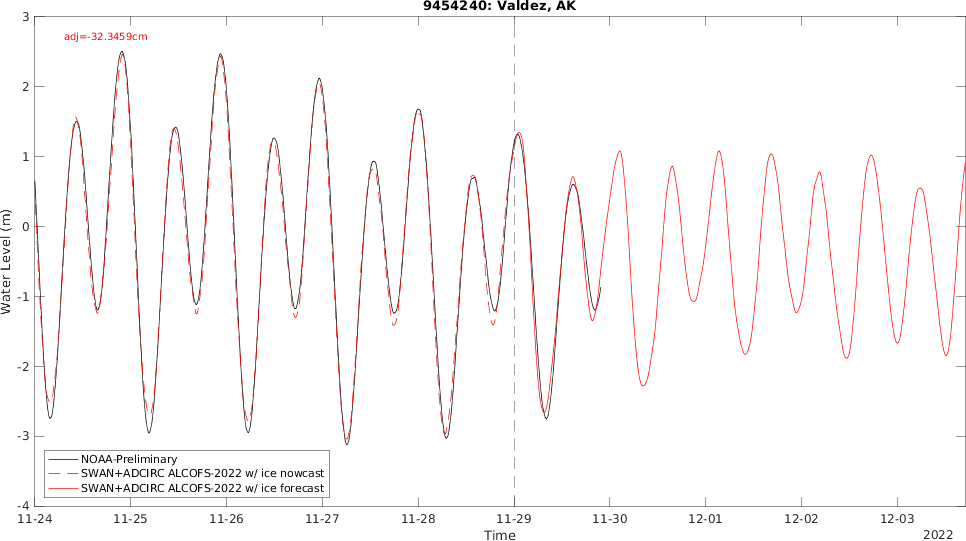 9454240: Valdez, AK
adj=-32.3459cm
Water Level (m)
3
2
1
0
-1
-2
-3
-4
NOAA-Preliminary
SWAN+ADCIRC ALCOFS-2022 w/ ice nowcast
SWAN+ADCIRC ALCOFS-2022 w/ ice forecast
11-24 11-25 11-26 11-27 11-28 11-29 11-30 12-01 12-02 12-03
Time
2022